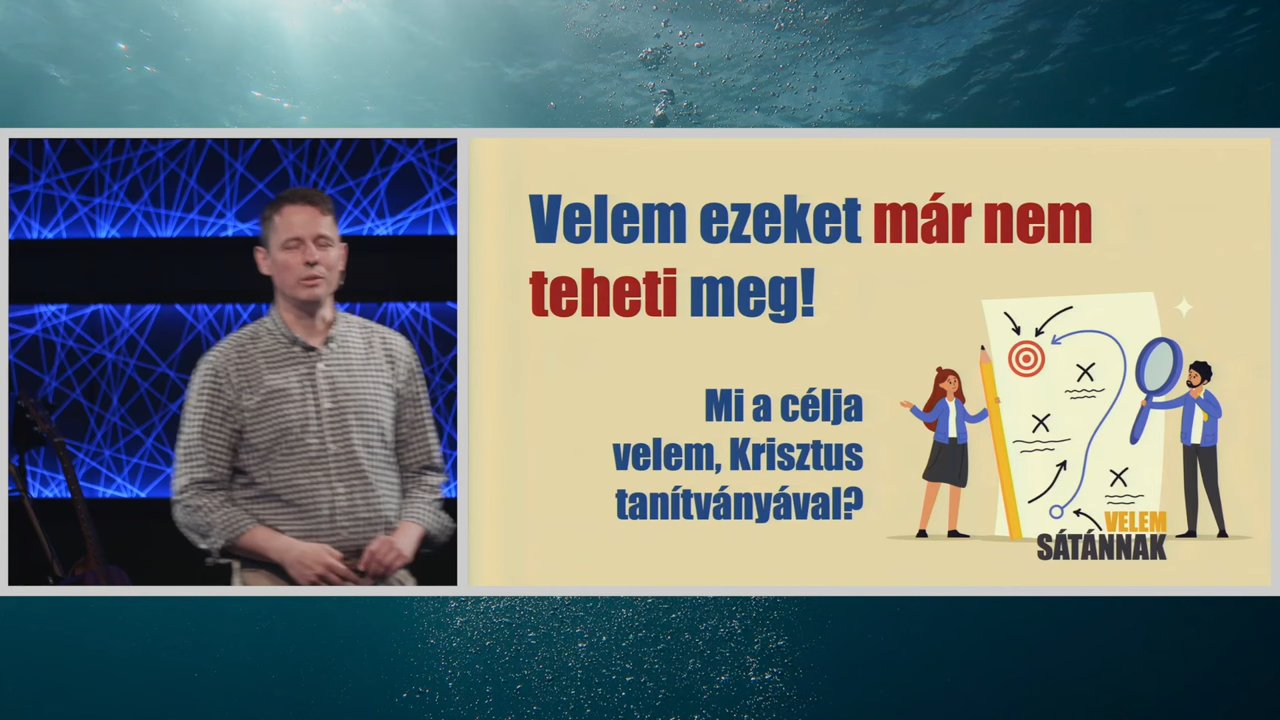 Velem ezeket már nem
teheti meg!
Mi a célja
velem, Krisztus
tanítványával?
VELEM
SÁTÁNNAK